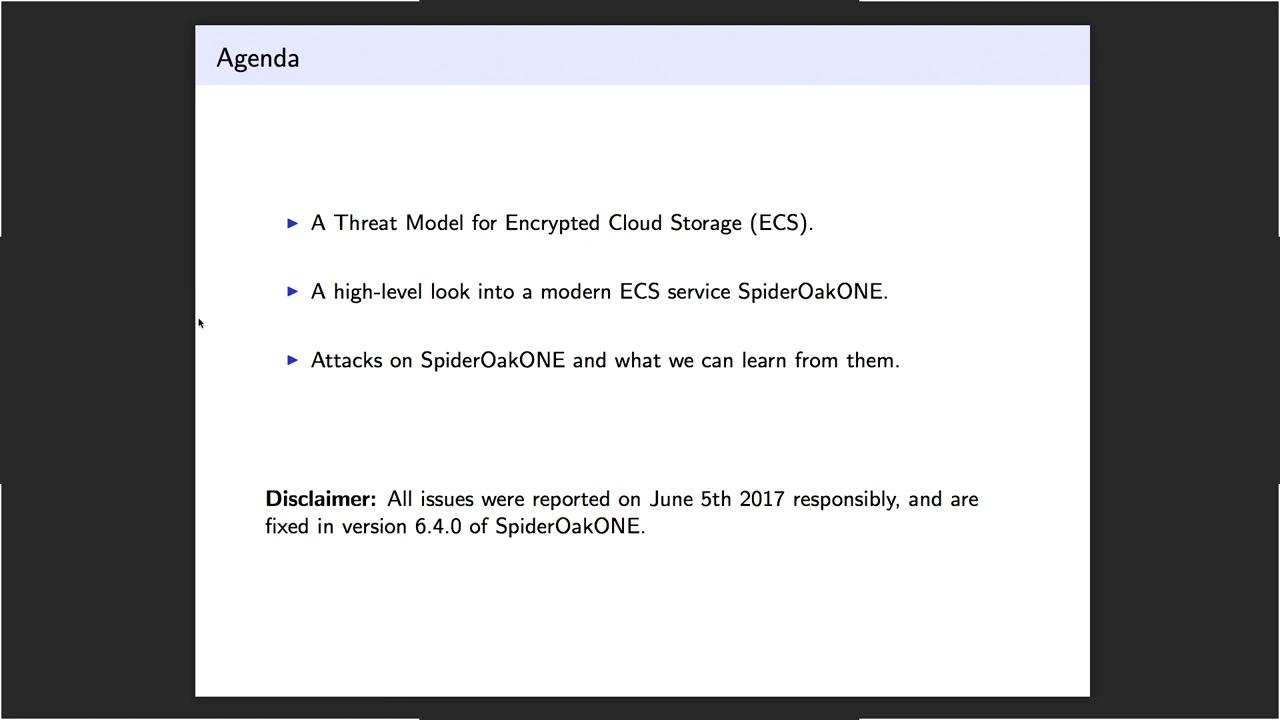 Agenda
A Threat Model for Encrypted Cloud Storage (ECS).
A high-level look into a modern ECS service SpiderOakONE.
Attacks on SpiderOakONE and what we can learn from them.
Disclaimer: All issues were reported on June 5th 2017 responsibly, and are
fixed in version 6.4.0 of SpiderOakONE.